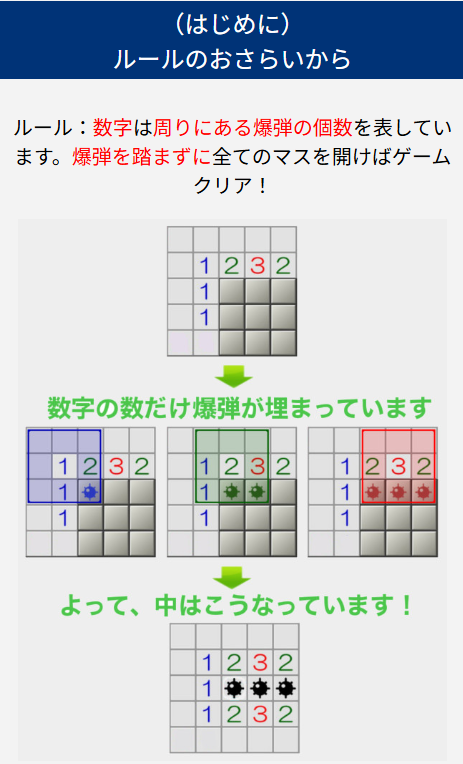 （はじめに）
ルールのおさらいから
ルール：数字は周りにある爆弾の個数を表してい
ます。爆弾を踏まずに全てのマスを開けばゲーム
クリア！
1 2 3 2
1
1
数字の数だけ爆弾が埋まっています
1 2 3 2 1 2 3 2 1 2 3 2
1 1 1
1 1 1
よって、中はこうなっています！
1 2 3 2
1
1 2 3 2